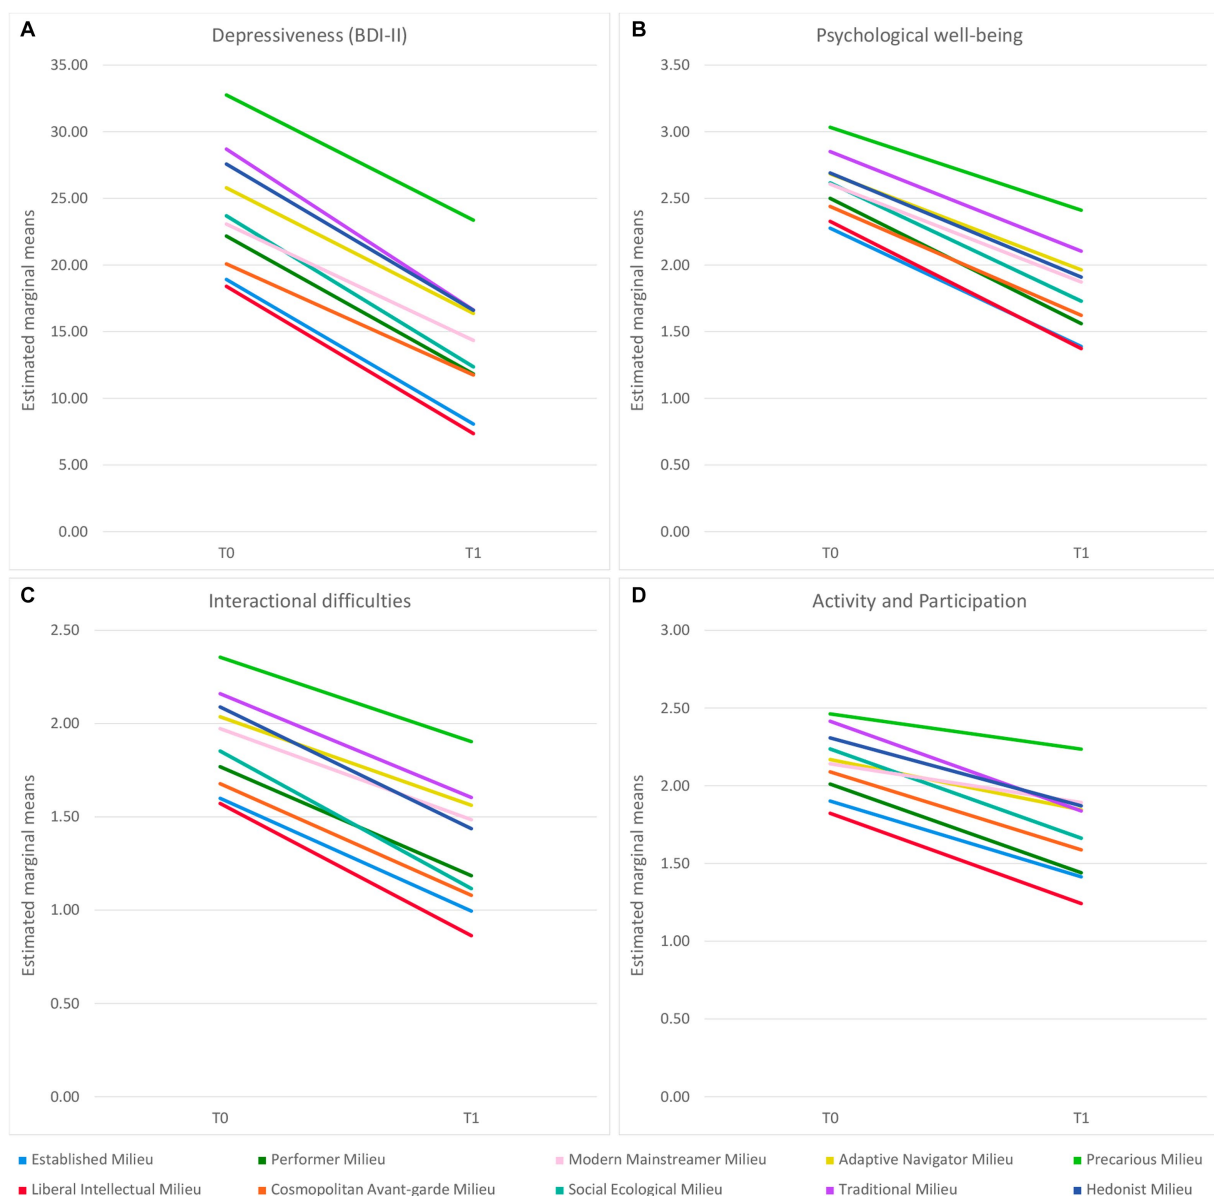 A
Depressiveness (BDI-II)
35.00
30.00
25.00
20.00
15.00
10.00
5.00
0.00
Estimated marginal means
T0 T1
B
Psychological well-being
3.50
3.00
2.50
2.00
1.50
1.00
0.50
0.00
Estimated marginal means
T0 T1
C
Interactional difficulties
2.50
2.00
1.50
1.00
0.50
0.00
Estimated marginal means
T0 T1
D
Activity and Participation
3.00
2.50
2.00
1.50
1.00
0.50
0.00
Estimated marginal means
T0 T1
Established Milieu Performer Milieu Modern Mainstreamer Milieu Adaptive Navigator Milieu Precarious Milieu
Liberal Intellectual Milieu Cosmopolitan Avant-garde Milieu Social Ecological Milieu Traditional Milieu Hedonist Milieu